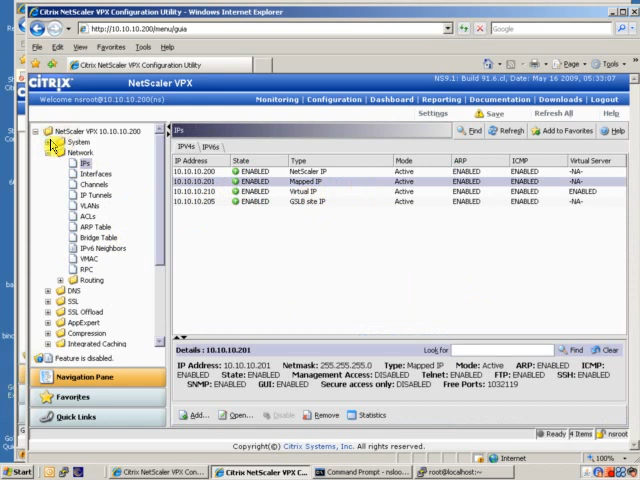 Citrix NetScaler VPX Configuration Utility - Windows Internet Explorer
http://10.10.10.200/menu/guia
Google
File Edit View Favorites Tools Help
Citrix NetScaler VPX Configuration Utility
Page Tools
CİTRIX NetScaler VPX NS9.1: Build 91.6.cl, Date: May 16 2009, 05:33:07
Welcome nsroot@10.10.10.200(ns) Monitoring | Configuration | Dashboard | Reporting | Documentation | Downloads | Logout
Settings Save Refresh All Help
NetScaler VPX 10.10.10.200
System
Network
IPs
Interfaces
Channels
IP Tunnels
VLANs
ACLs
ARP Table
Bridge Table
IPv6 Neighbors
VMAC
RPC
Routing
DNS
SSL
SSL Offload
AppExpert
Compression
Integrated Caching
Feature is disabled.
Navigation Pane
Favorites
Quick Links
IPs Find Refresh Add to Favorites Help
IPV4s IPV6s
IP Address State Type Mode ARP ICMP Virtual Server
10.10.10.200 ENABLED NetScaler IP Active ENABLED ENABLED -NA-
10.10.10.201 ENABLED Mapped IP Active ENABLED ENABLED -NA-
10.10.10.210 ENABLED Virtual IP Active ENABLED ENABLED ENABLED
10.10.10.205 ENABLED GSLB site IP Active ENABLED ENABLED -NA-
Details : 10.10.10.201 Look for Find Clear
IP Address: 10.10.10.201 Netmask: 255.255.255.0 Type: Mapped IP Mode: Active ARP: ENABLED ICMP:
ENABLED State: ENABLED Management Access: DISABLED Telnet: ENABLED FTP: ENABLED SSH: ENABLED
SNMP: ENABLED GUI: ENABLED Secure access only: DISABLED Free Ports: 1032119
Add... Open... Disable Remove Statistics
Ready 4 Items nsroot
Copyright(©) Citrix Systems, Inc. All rights reserved.
Internet 100%
Start Citrix NetScaler VPX Con... Citrix NetScaler VPX C... Command Prompt - nsloo... root@localhost:~